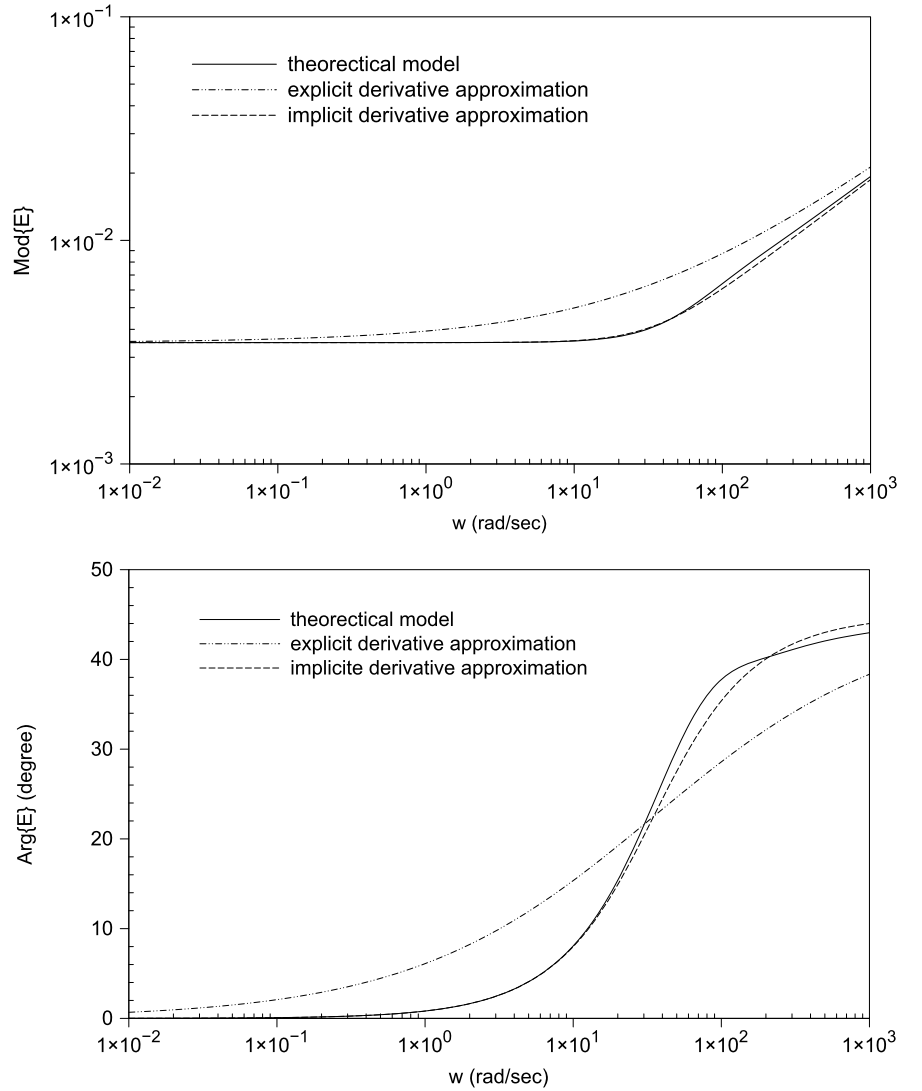 1×10⁻¹
theorectical model
explicit derivative approximation
implicit derivative approximation
Mod{E}
1×10⁻²
1×10⁻³
1×10⁻² 1×10⁻¹ 1×10⁰ 1×10¹ 1×10² 1×10³
w (rad/sec)
50
theorectical model
explicit derivative approximation
implicite derivative approximation
40
30
Arg{E} (degree)
20
10
0
1×10⁻² 1×10⁻¹ 1×10⁰ 1×10¹ 1×10² 1×10³
w (rad/sec)